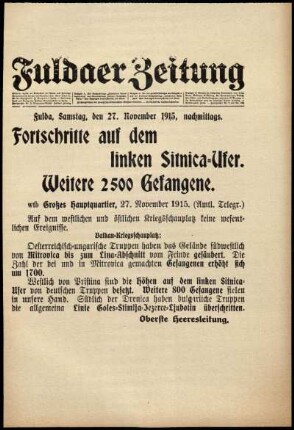 Fuldaer Zeitung
Fulda, Samstag, den 27. November 1915, nachmittags.
Fortschritte auf dem
linken Sitnica-Ufer.
Weitere 2500 Gefangene.
wtb Großes Hauptquartier, 27. November 1915. (Amtl. Telegr.)
Auf dem westlichen und östlichen Kriegsschauplatz keine wesent-
lichen Ereignisse.
Balkan-Kriegsschauplatz:
Oesterreichisch-ungarische Truppen haben das Gelände südwestlich
von Mitrovica bis zum Lina-Abschnitt vom Feinde gesäubert. Die
Zahl der bei und in Mitrovica gemachten Gefangenen erhöht sich
um 1700.
Westlich von Pristina sind die Höhen auf dem linken Sitnica-
Ufer von deutschen Truppen besetzt. Weitere 800 Gefangene fielen
in unsere Hand. Südlich der Drenica haben bulgarische Truppen
die allgemeine Linie Goles-Stimlja-Jezerce-Ljubotin überschritten.
Oberste Heeresleitung.